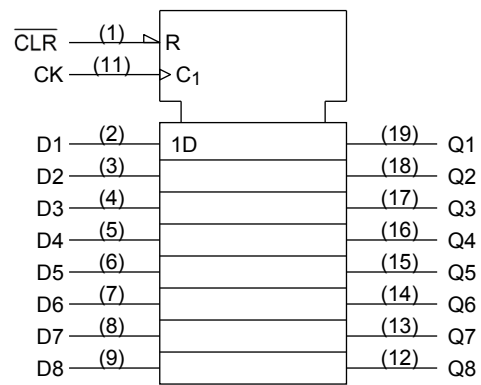 CLR (1) R
CK (11) C1
D1 (2) 1D (19) Q1
D2 (3) (18) Q2
D3 (4) (17) Q3
D4 (5) (16) Q4
D5 (6) (15) Q5
D6 (7) (14) Q6
D7 (8) (13) Q7
D8 (9) (12) Q8